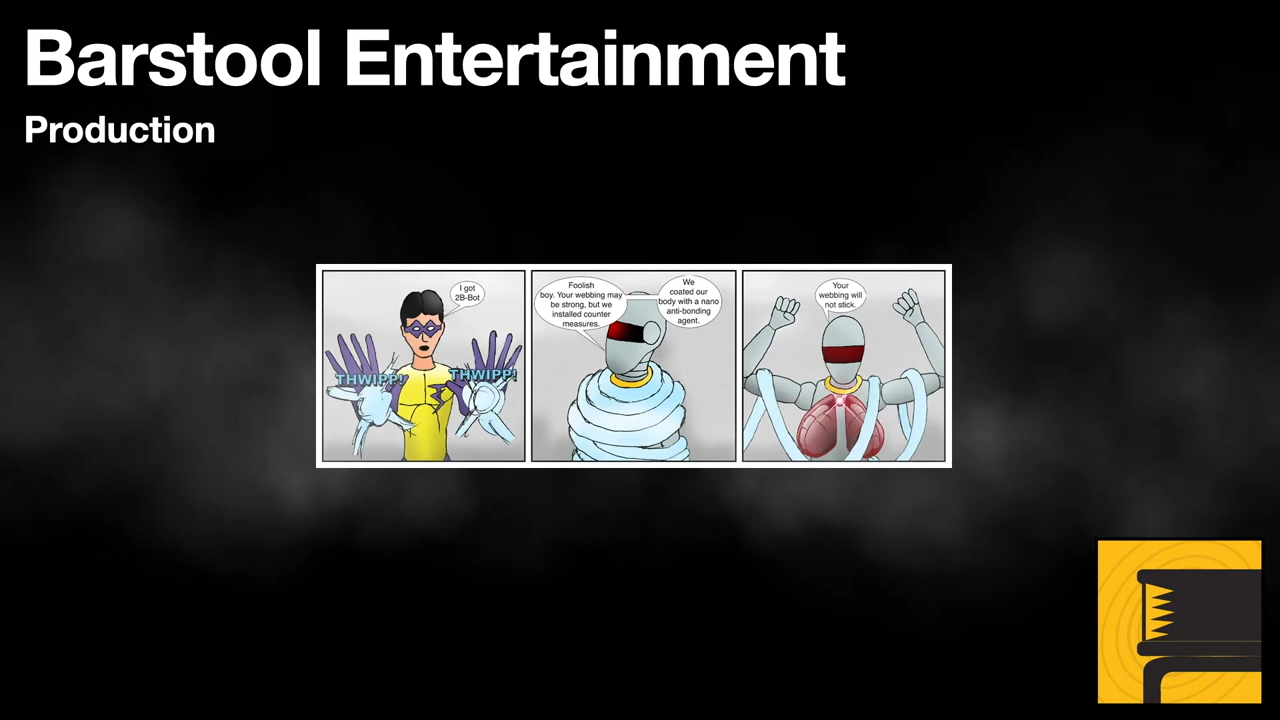 Barstool Entertainment
Production
I got
2B-Bot
THWIPP!
THWIPP!
Foolish
boy. Your webbing may
be strong, but we
installed counter
measures.
We
coated our
body with a nano
anti-bonding
agent.
Your
webbing will
not stick.